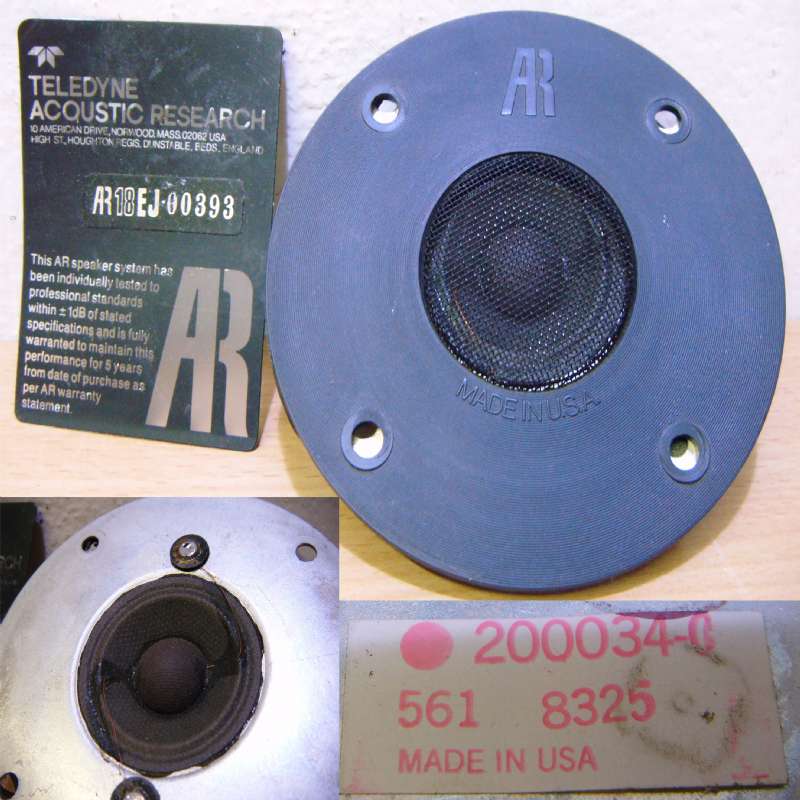 TELEDYNE
ACOUSTIC RESEARCH
10 AMERICAN DRIVE, NORWOOD, MASS. 02062 USA
HIGH ST., HOUGHTON REGIS, DUNSTABLE, BEDS., ENGLAND
AR18EJ-00393
This AR speaker system has
been individually tested to
professional standards
within ±1dB of stated
specifications and is fully
warranted to maintain this
performance for 5 years
from date of purchase as
per AR warranty
statement.
AR
AR
MADE IN U.S.A.
RCH
200034-0
561 8325
MADE IN USA